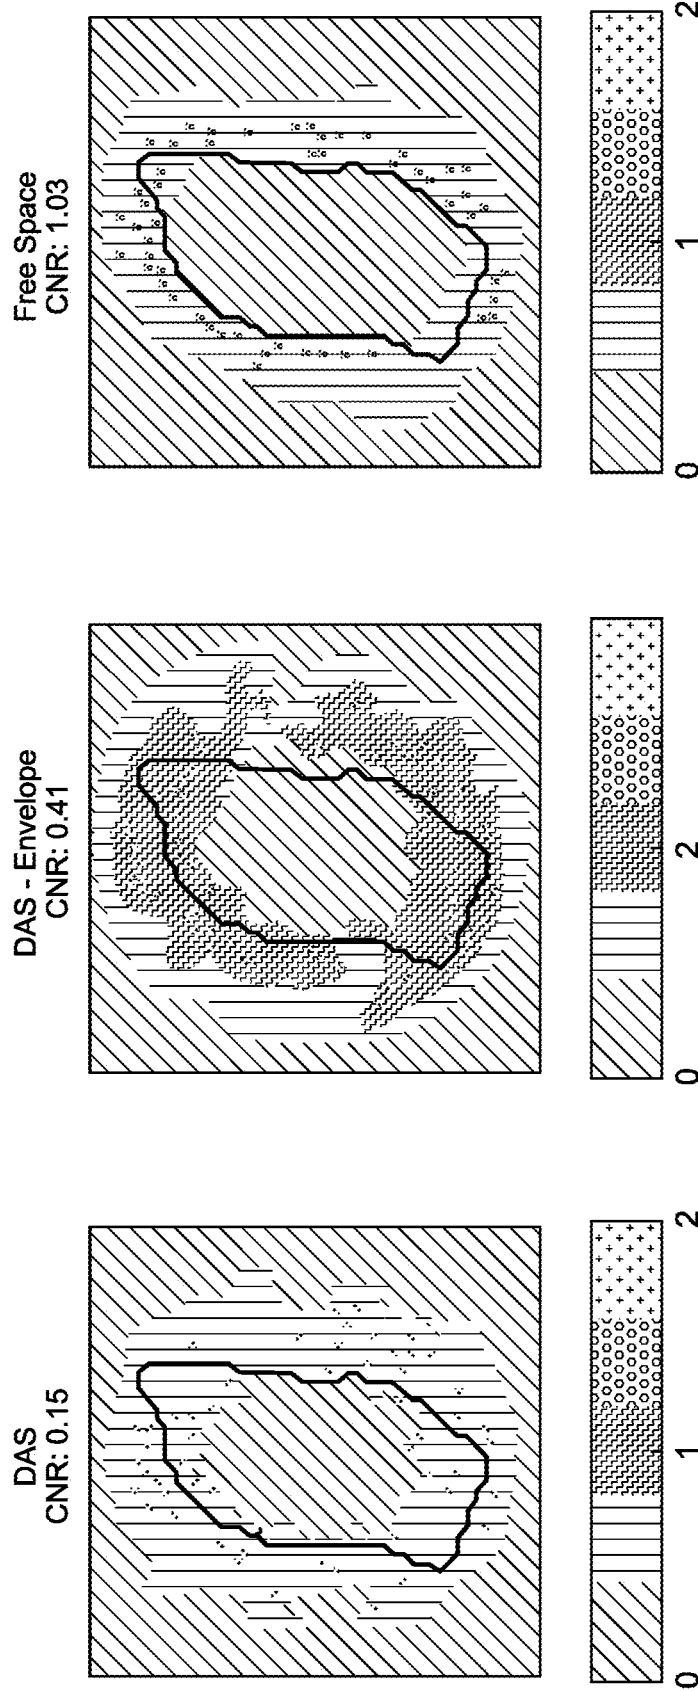 DAS
CNR: 0.15
0 1 2
DAS - Envelope
CNR: 0.41
0 2
Free Space
CNR: 1.03
0 1 2